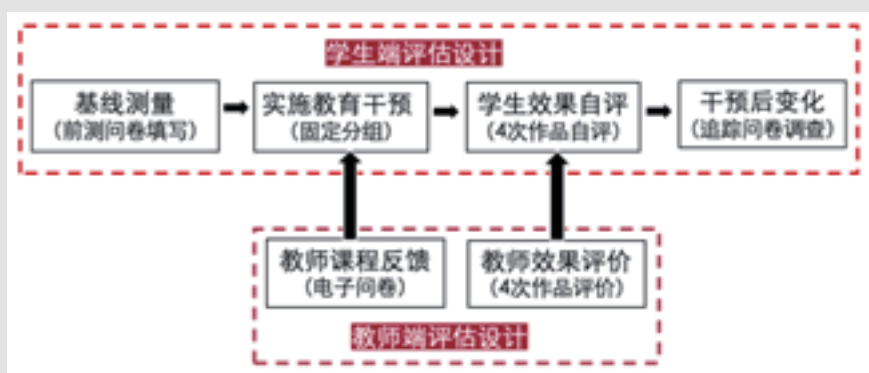 学生端评估设计
基线测量
(前测问卷填写)
实施教育干预
(固定分组)
学生效果自评
(4次作品自评)
干预后变化
(追踪问卷调查)
教师课程反馈
(电子问卷)
教师效果评价
(4次作品评价)
教师端评估设计